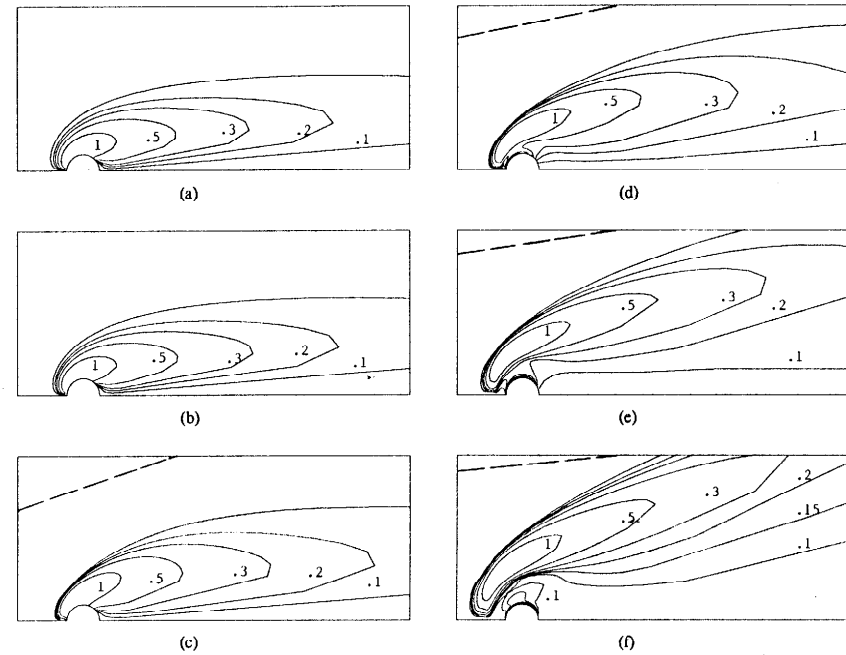 1 .5 .3 .2 .1
(a)
1 .5 .3 .2 .1
(b)
1 .5 .3 .2 .1
(c)
1 .5 .3 .2 .1
(d)
1 .5 .3 .2 .1
(e)
1 .5 .3 .2 .15 .1 .1
(f)